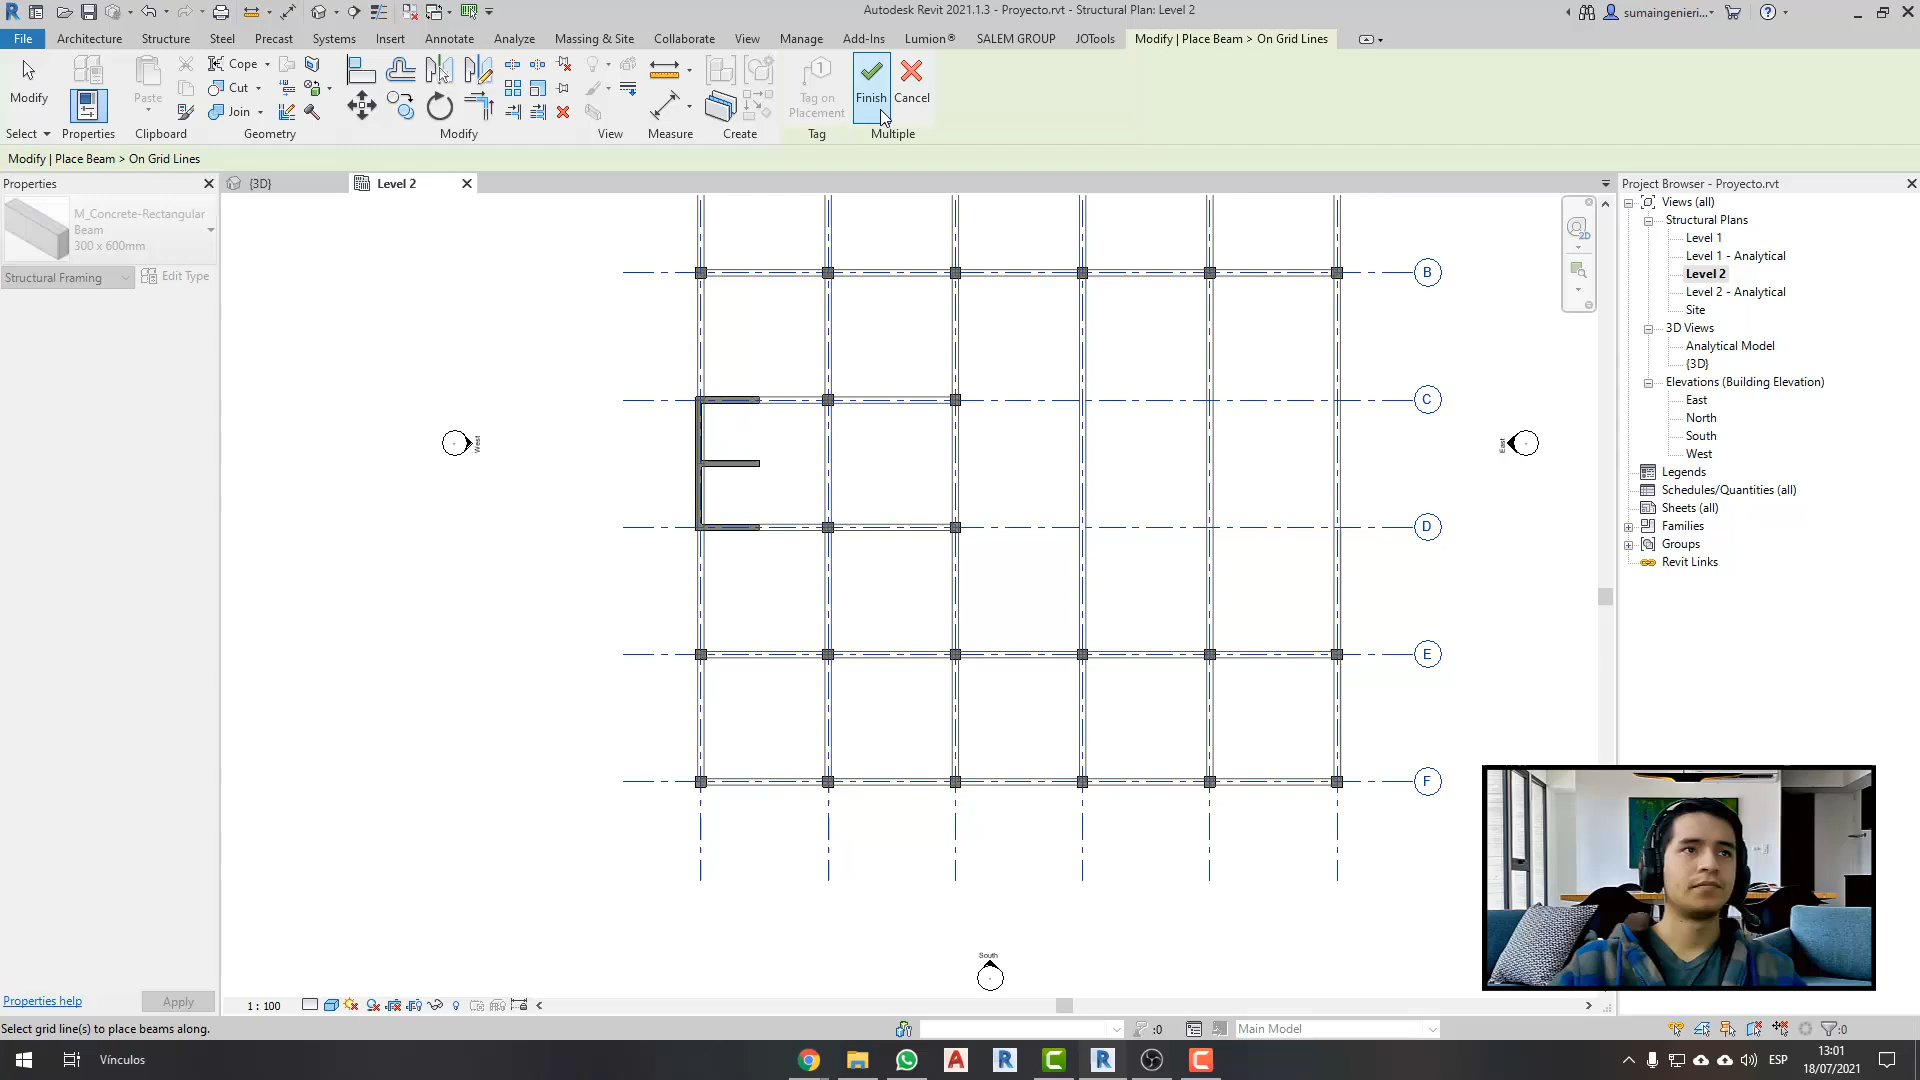 Autodesk Revit 2021.1.3 - Proyecto.rvt - Structural Plan: Level 2
sumaingenieri...
File Architecture Structure Steel Precast Systems Insert Annotate Analyze Massing & Site Collaborate View Manage Add-Ins Lumion® SALEM GROUP JOTools Modify | Place Beam > On Grid Lines
Modify
Paste
Cope
Cut
Join
Tag on
Placement
Finish Cancel
Select Properties Clipboard Geometry Modify View Measure Create Tag Multiple
Modify | Place Beam > On Grid Lines
Properties
M_Concrete-Rectangular
Beam
300 x 600mm
Structural Framing
Edit Type
Properties help
Apply
{3D}
Level 2
B
C
D
E
F
West
East
South
2D
1 : 100
Project Browser - Proyecto.rvt
Views (all)
Structural Plans
Level 1
Level 1 - Analytical
Level 2
Level 2 - Analytical
Site
3D Views
Analytical Model
{3D}
Elevations (Building Elevation)
East
North
South
West
Legends
Schedules/Quantities (all)
Sheets (all)
Families
Groups
Revit Links
Select grid line(s) to place beams along.
:0
Main Model
:0
Vínculos
ESP
13:01
18/07/2021